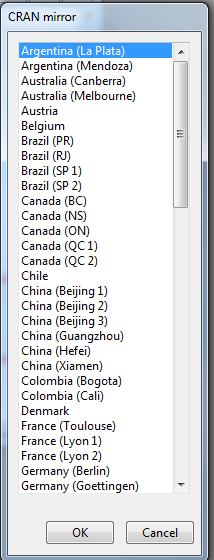 CRAN mirror
Argentina (La Plata)
Argentina (Mendoza)
Australia (Canberra)
Australia (Melbourne)
Austria
Belgium
Brazil (PR)
Brazil (RJ)
Brazil (SP 1)
Brazil (SP 2)
Canada (BC)
Canada (NS)
Canada (ON)
Canada (QC 1)
Canada (QC 2)
Chile
China (Beijing 1)
China (Beijing 2)
China (Beijing 3)
China (Guangzhou)
China (Hefei)
China (Xiamen)
Colombia (Bogota)
Colombia (Cali)
Denmark
France (Toulouse)
France (Lyon 1)
France (Lyon 2)
Germany (Berlin)
Germany (Goettingen)
OK Cancel